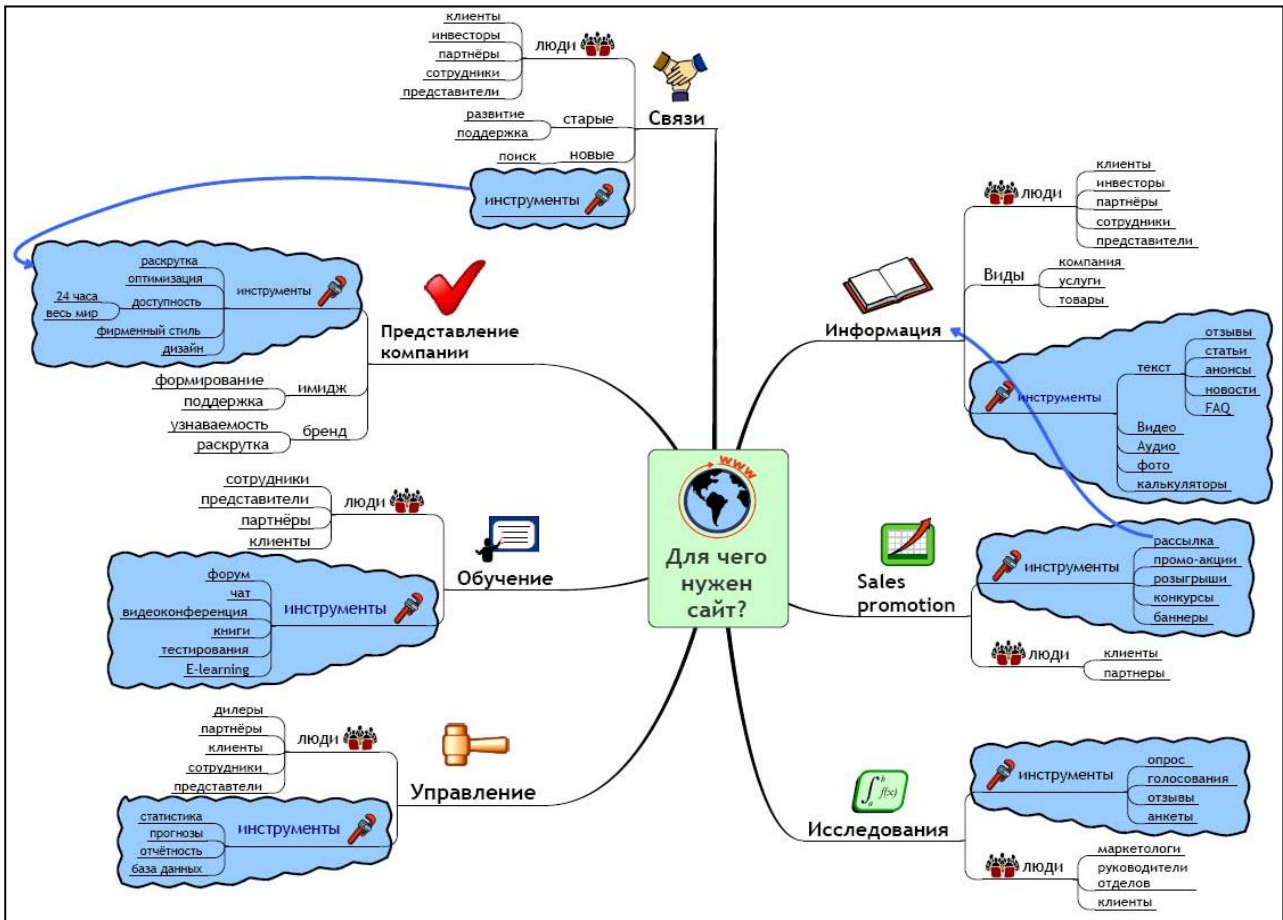 www
Для чего
нужен
сайт?
Связи
люди
клиенты
инвесторы
партнёры
сотрудники
представители
старые
развитие
поддержка
новые
поиск
инструменты
Представление
компании
инструменты
раскрутка
оптимизация
доступность
24 часа
весь мир
фирменный стиль
дизайн
имидж
формирование
поддержка
бренд
узнаваемость
раскрутка
Обучение
люди
сотрудники
представители
партнёры
клиенты
инструменты
форум
чат
видеоконференция
книги
тестирования
E-learning
Управление
люди
дилеры
партнёры
клиенты
сотрудники
представтели
инструменты
статистика
прогнозы
отчётность
база данных
Информация
люди
клиенты
инвесторы
партнёры
сотрудники
представители
Виды
компания
услуги
товары
инструменты
текст
отзывы
статьи
анонсы
новости
FAQ
Видео
Аудио
фото
калькуляторы
Sales
promotion
инструменты
рассылка
промо-акции
розыгрыши
конкурсы
баннеры
люди
клиенты
партнеры
Исследования
∫ₐᵇ f(x)
инструменты
опрос
голосования
отзывы
анкеты
люди
маркетологи
руководители
отделов
клиенты